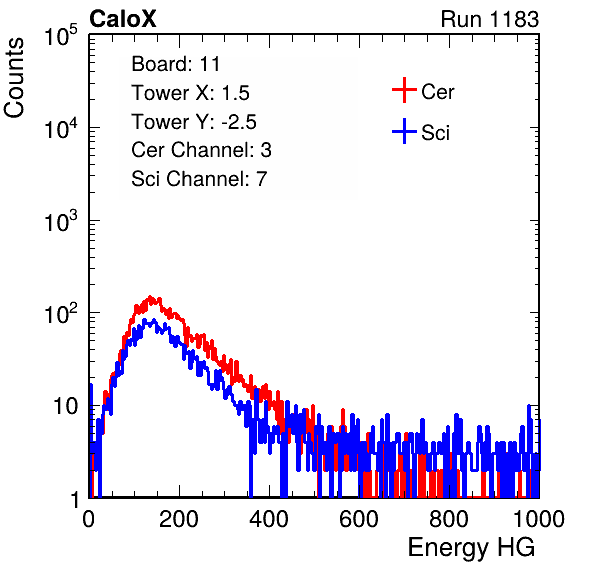 CaloX Run 1183
Counts
Board: 11
Tower X: 1.5
Tower Y: -2.5
Cer Channel: 3
Sci Channel: 7
Cer
Sci
10^5
10^4
10^3
10^2
10
1
0 200 400 600 800 1000
Energy HG